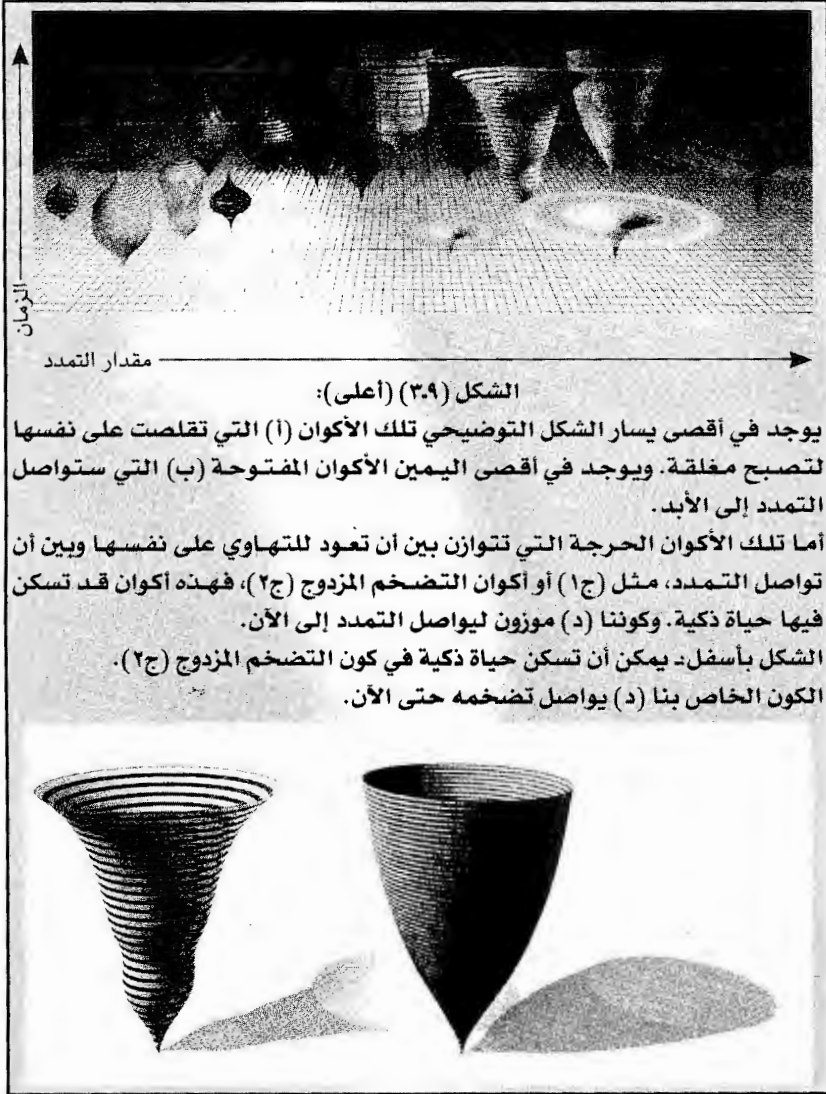 الزمان
مقدار التمدد
الشكل (٣.٩) (أعلى):
يوجد في أقصى يسار الشكل التوضيحي تلك الأكوان (أ) التي تقلصت على نفسها
لتصبح مغلقة. ويوجد في أقصى اليمين الأكوان المفتوحة (ب) التي ستواصل
التمدد إلى الأبد.
أما تلك الأكوان الحرجة التي تتوازن بين أن تعود للتهاوي على نفسها وبين أن
تواصل التمدد، مثل (ج١) أو أكوان التضخم المزدوج (ج٢)، فهذه أكوان قد تسكن
فيها حياة ذكية. وكوننا (د) موزون ليواصل التمدد إلى الآن.
الشكل بأسفل: يمكن أن تسكن حياة ذكية في كون التضخم المزدوج (ج٢).
الكون الخاص بنا (د) يواصل تضخمه حتى الآن.